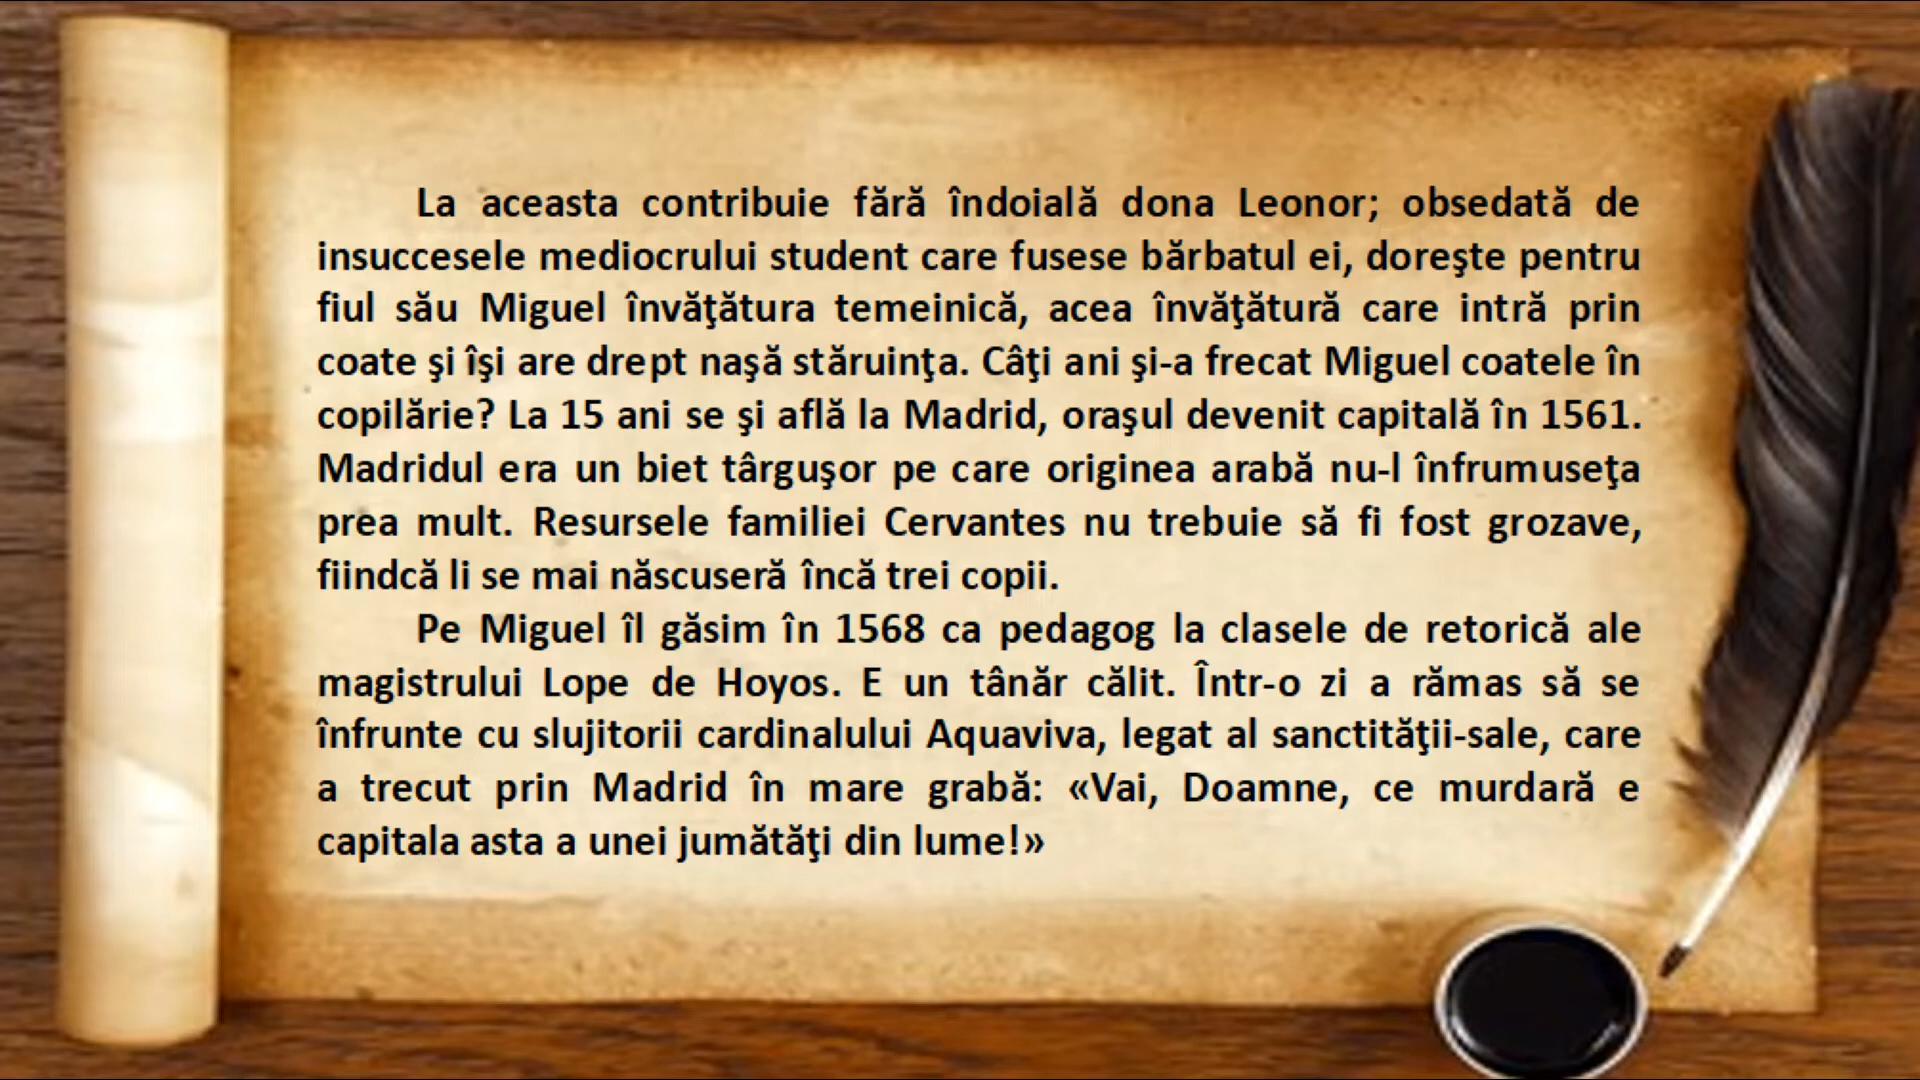 La aceasta contribuie fără îndoială dona Leonor; obsedată de
insuccesele mediocrului student care fusese bărbatul ei, doreşte pentru
fiul său Miguel învăţătura temeinică, acea învăţătură care intră prin
coate şi îşi are drept naşă stăruinţa. Câţi ani şi-a frecat Miguel coatele în
copilărie? La 15 ani se şi află la Madrid, oraşul devenit capitală în 1561.
Madridul era un biet târguşor pe care originea arabă nu-l înfrumuseţa
prea mult. Resursele familiei Cervantes nu trebuie să fi fost grozave,
fiindcă li se mai născuseră încă trei copii.
Pe Miguel îl găsim în 1568 ca pedagog la clasele de retorică ale
magistrului Lope de Hoyos. E un tânăr călit. Într-o zi a rămas să se
înfrunte cu slujitorii cardinalului Aquaviva, legat al sanctităţii-sale, care
a trecut prin Madrid în mare grabă: «Vai, Doamne, ce murdară e
capitala asta a unei jumătăţi din lume!»